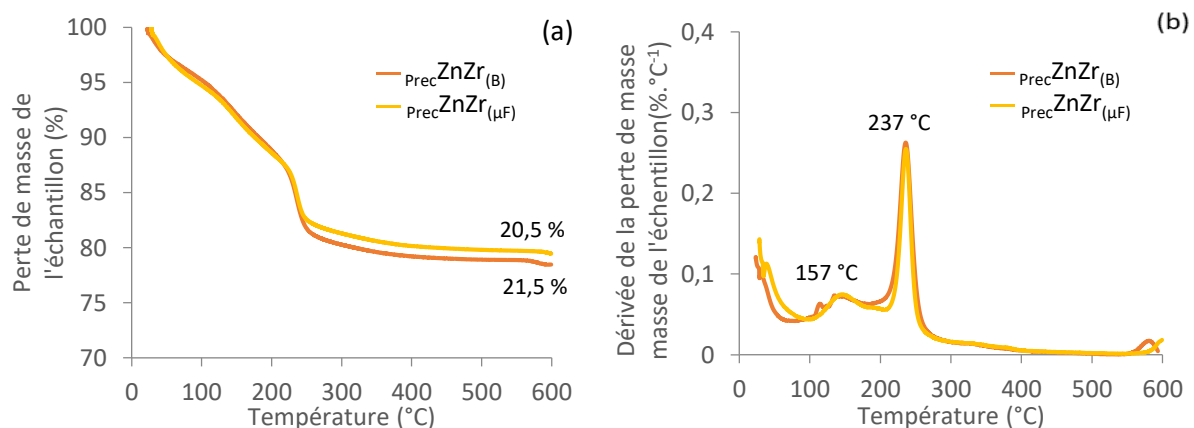 (a)
Perte de masse de
l'échantillon (%)
100
95
90
85
80
75
70
PrecZnZr(B)
PrecZnZr(µF)
20,5 %
21,5 %
0 100 200 300 400 500 600
Température (°C)
(b)
Dérivée de la perte de masse
masse de l'échentillon(%.°C-1)
0,4
0,3
0,2
0,1
0
PrecZnZr(B)
PrecZnZr(µF)
237 °C
157 °C
0 100 200 300 400 500 600
Température (°C)